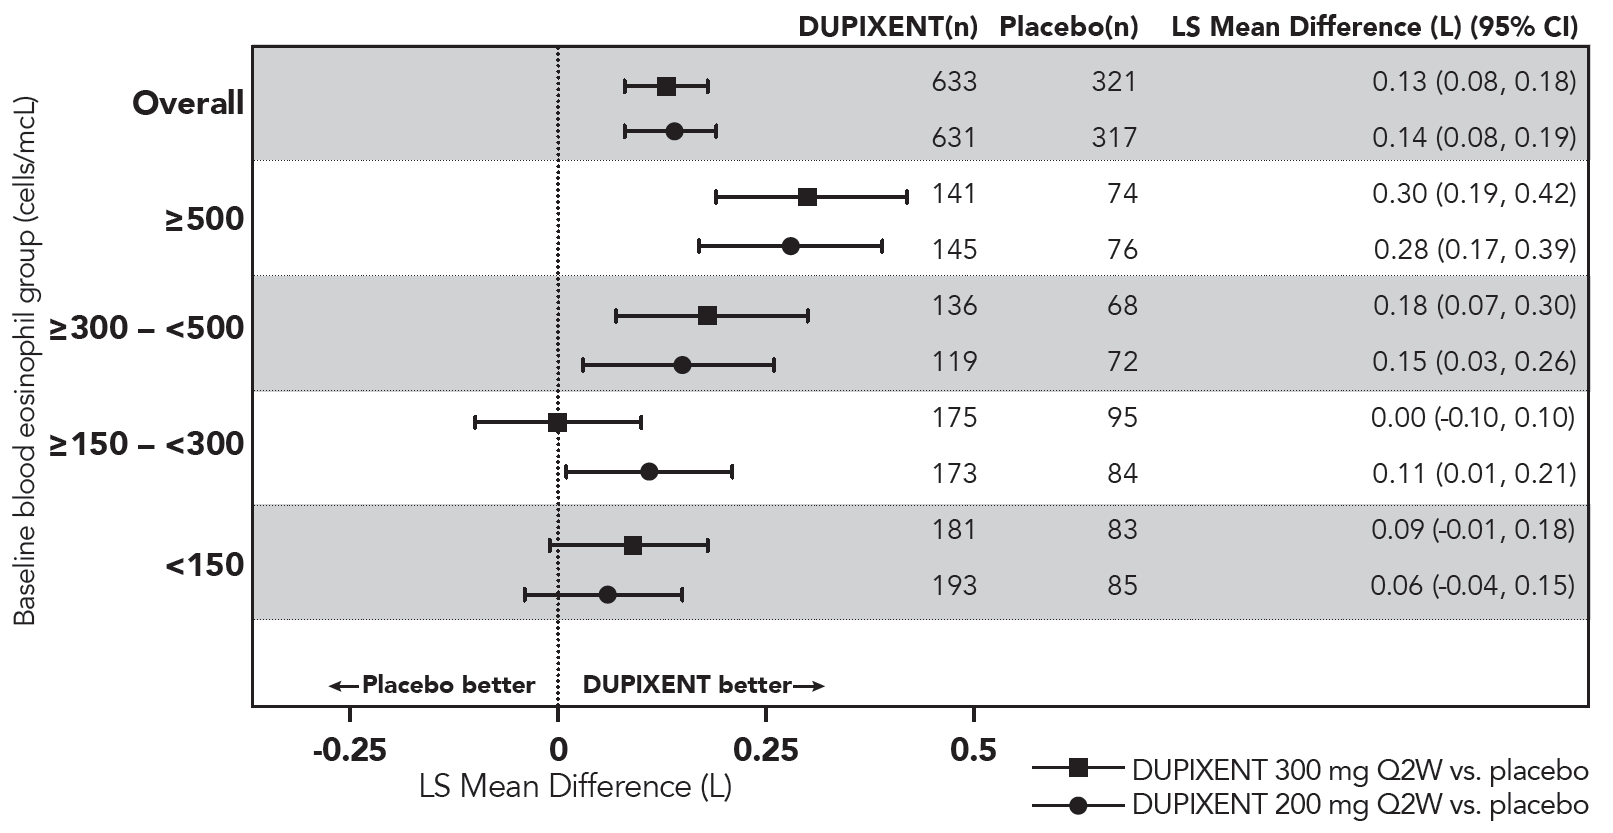 DUPIXENT(n) Placebo(n) LS Mean Difference (L) (95% CI)
Baseline blood eosinophil group (cells/mcL)
Overall
633 321 0.13 (0.08, 0.18)
631 317 0.14 (0.08, 0.19)
≥500
141 74 0.30 (0.19, 0.42)
145 76 0.28 (0.17, 0.39)
≥300 – <500
136 68 0.18 (0.07, 0.30)
119 72 0.15 (0.03, 0.26)
≥150 – <300
175 95 0.00 (-0.10, 0.10)
173 84 0.11 (0.01, 0.21)
<150
181 83 0.09 (-0.01, 0.18)
193 85 0.06 (-0.04, 0.15)
←Placebo better DUPIXENT better→
-0.25 0 0.25 0.5
LS Mean Difference (L)
DUPIXENT 300 mg Q2W vs. placebo
DUPIXENT 200 mg Q2W vs. placebo